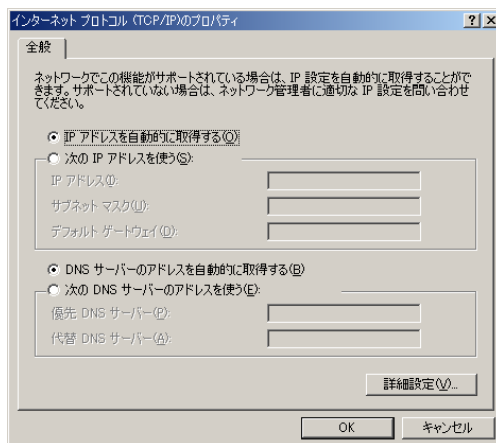 インターネット プロトコル (TCP/IP)のプロパティ
全般
ネットワークでこの機能がサポートされている場合は、IP 設定を自動的に取得することがで
きます。サポートされていない場合は、ネットワーク管理者に適切な IP 設定を問い合わせ
てください。
IP アドレスを自動的に取得する(O)
次の IP アドレスを使う(S):
IP アドレス(I):
サブネット マスク(U):
デフォルト ゲートウェイ(D):
DNS サーバーのアドレスを自動的に取得する(B)
次の DNS サーバーのアドレスを使う(E):
優先 DNS サーバー(P):
代替 DNS サーバー(A):
詳細設定(V)...
OK キャンセル